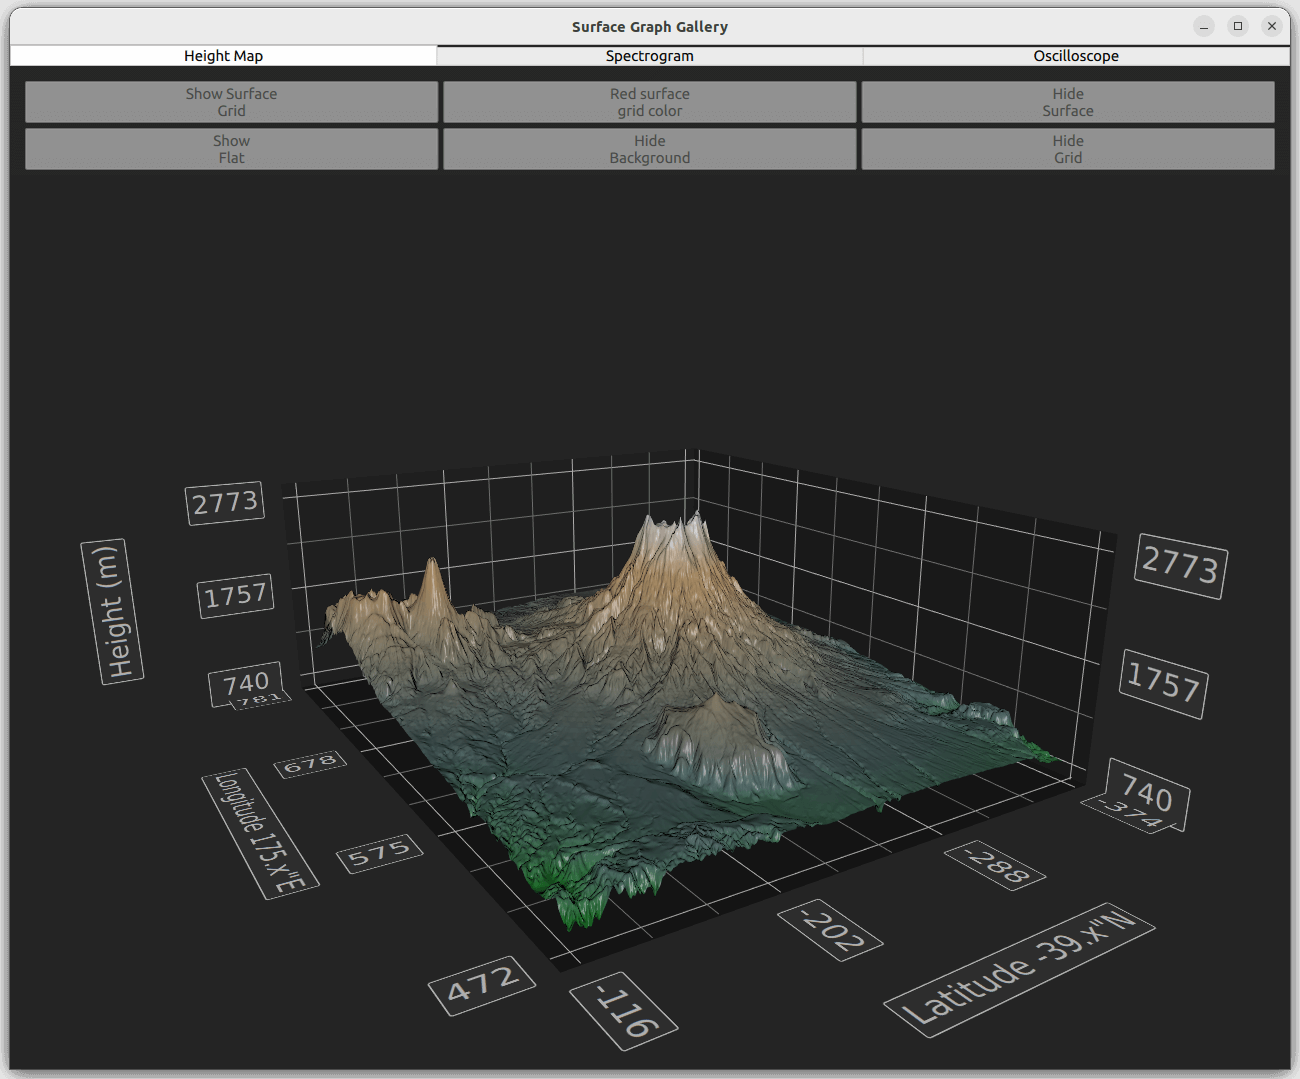 Surface Graph Gallery
Height Map
Spectrogram
Oscilloscope
Show Surface
Grid
Red surface
grid color
Hide
Surface
Show
Flat
Hide
Background
Hide
Grid
2773
1757
740
781
Height (m)
678
575
472
Longitude 175.x"E
2773
1757
740
-374
-288
-202
-116
Latitude -39.x"N